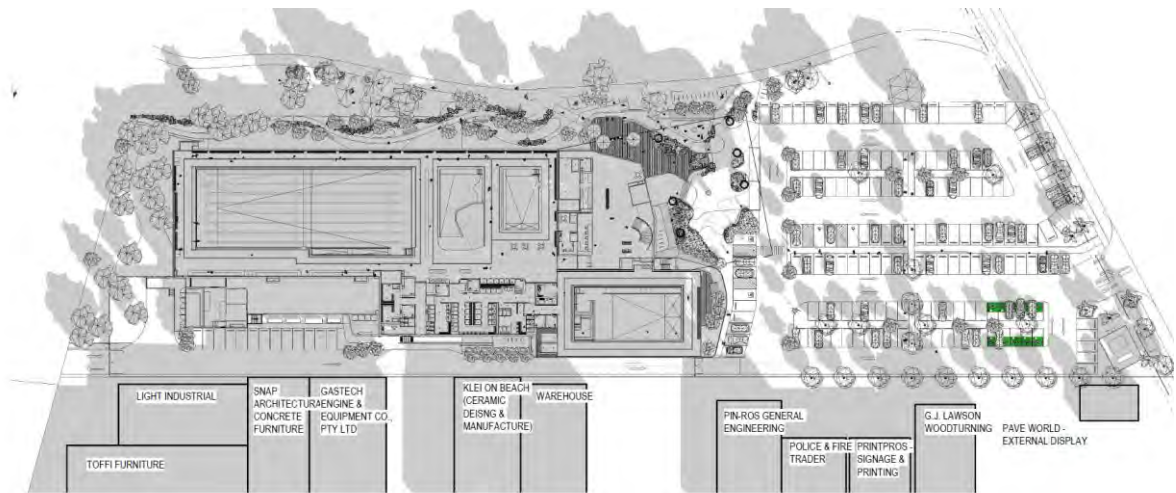 LIGHT INDUSTRIAL
TOFFI FURNITURE
SNAP
ARCHITECTURAL
CONCRETE
FURNITURE
GASTECH
ENGINE &
EQUIPMENT CO.,
PTY LTD
KLEI ON BEACH
(CERAMIC
DEISNG &
MANUFACTURE)
WAREHOUSE
PIN-ROS GENERAL
ENGINEERING
POLICE & FIRE
TRADER
PRINTPROS -
SIGNAGE &
PRINTING
G.J. LAWSON
WOODTURNING
PAVE WORLD -
EXTERNAL DISPLAY